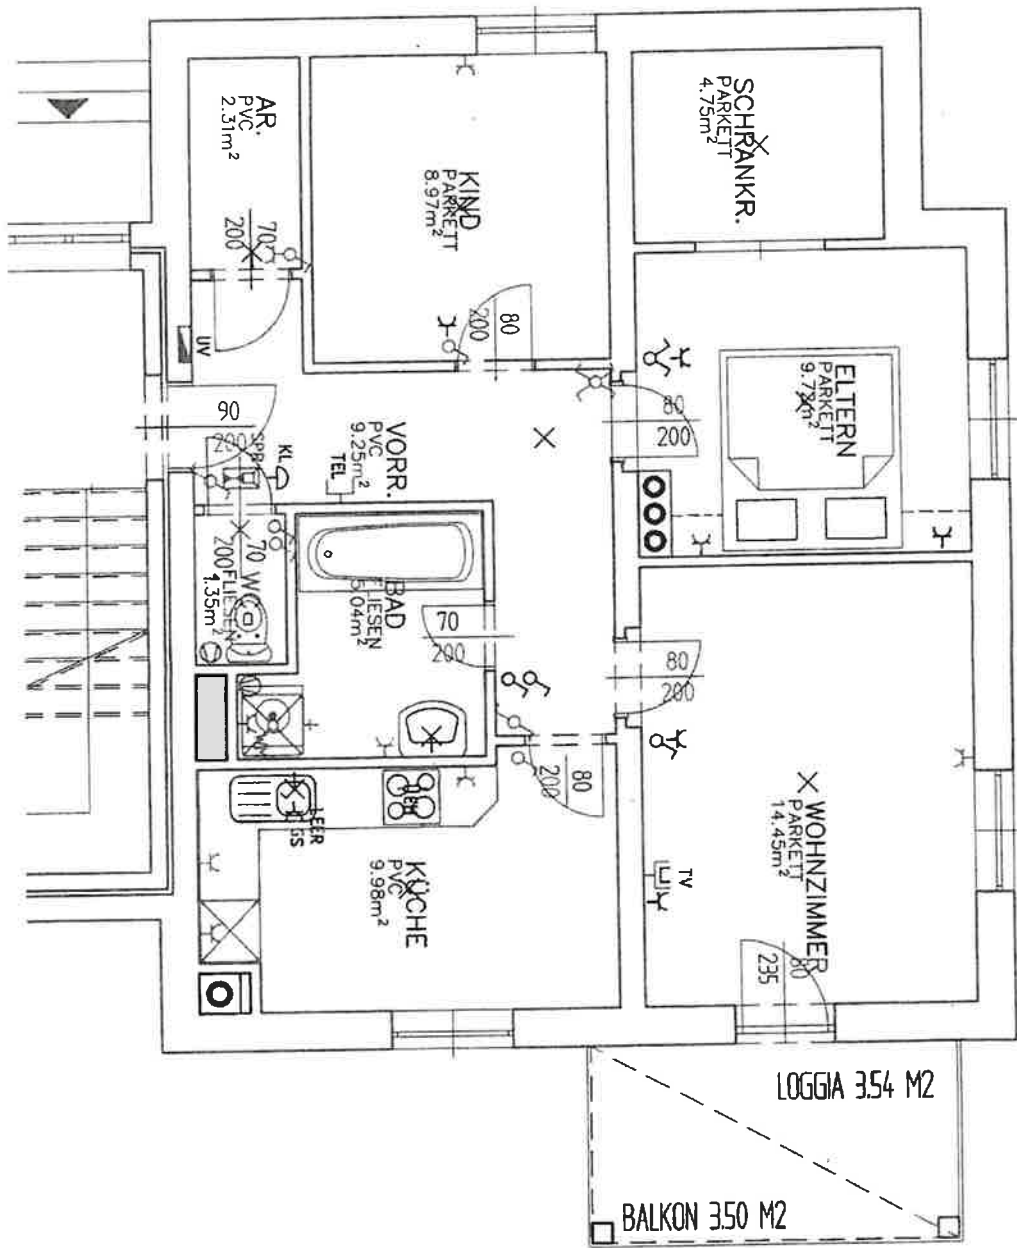 AR.
PVC
2.31m²
70
200
KIND
PARKETT
8.97m²
80
200
SCHRANKR.
PARKETT
4.75m²
UV
90
200
SPR
KL
TEL
VORR.
PVC
9.25m²
80
200
ELTERN
PARKETT
70
200
WC
FLIESEN
1.35m²
BAD
FLIESEN
5.04m²
70
200
80
200
80
200
LEER
GS
KÜCHE
PVC
9.98m²
TV
WOHNZIMMER
PARKETT
14.45m²
80
235
LOGGIA 3.54 M2
BALKON 3.50 M2